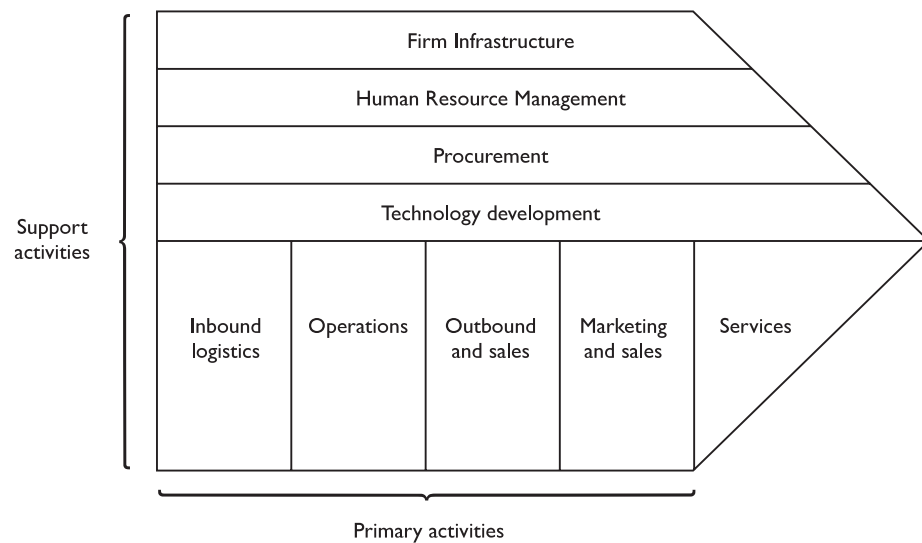 Firm Infrastructure
Human Resource Management
Procurement
Technology development
Support
activities
Inbound
logistics
Operations
Outbound
and sales
Marketing
and sales
Services
Primary activities